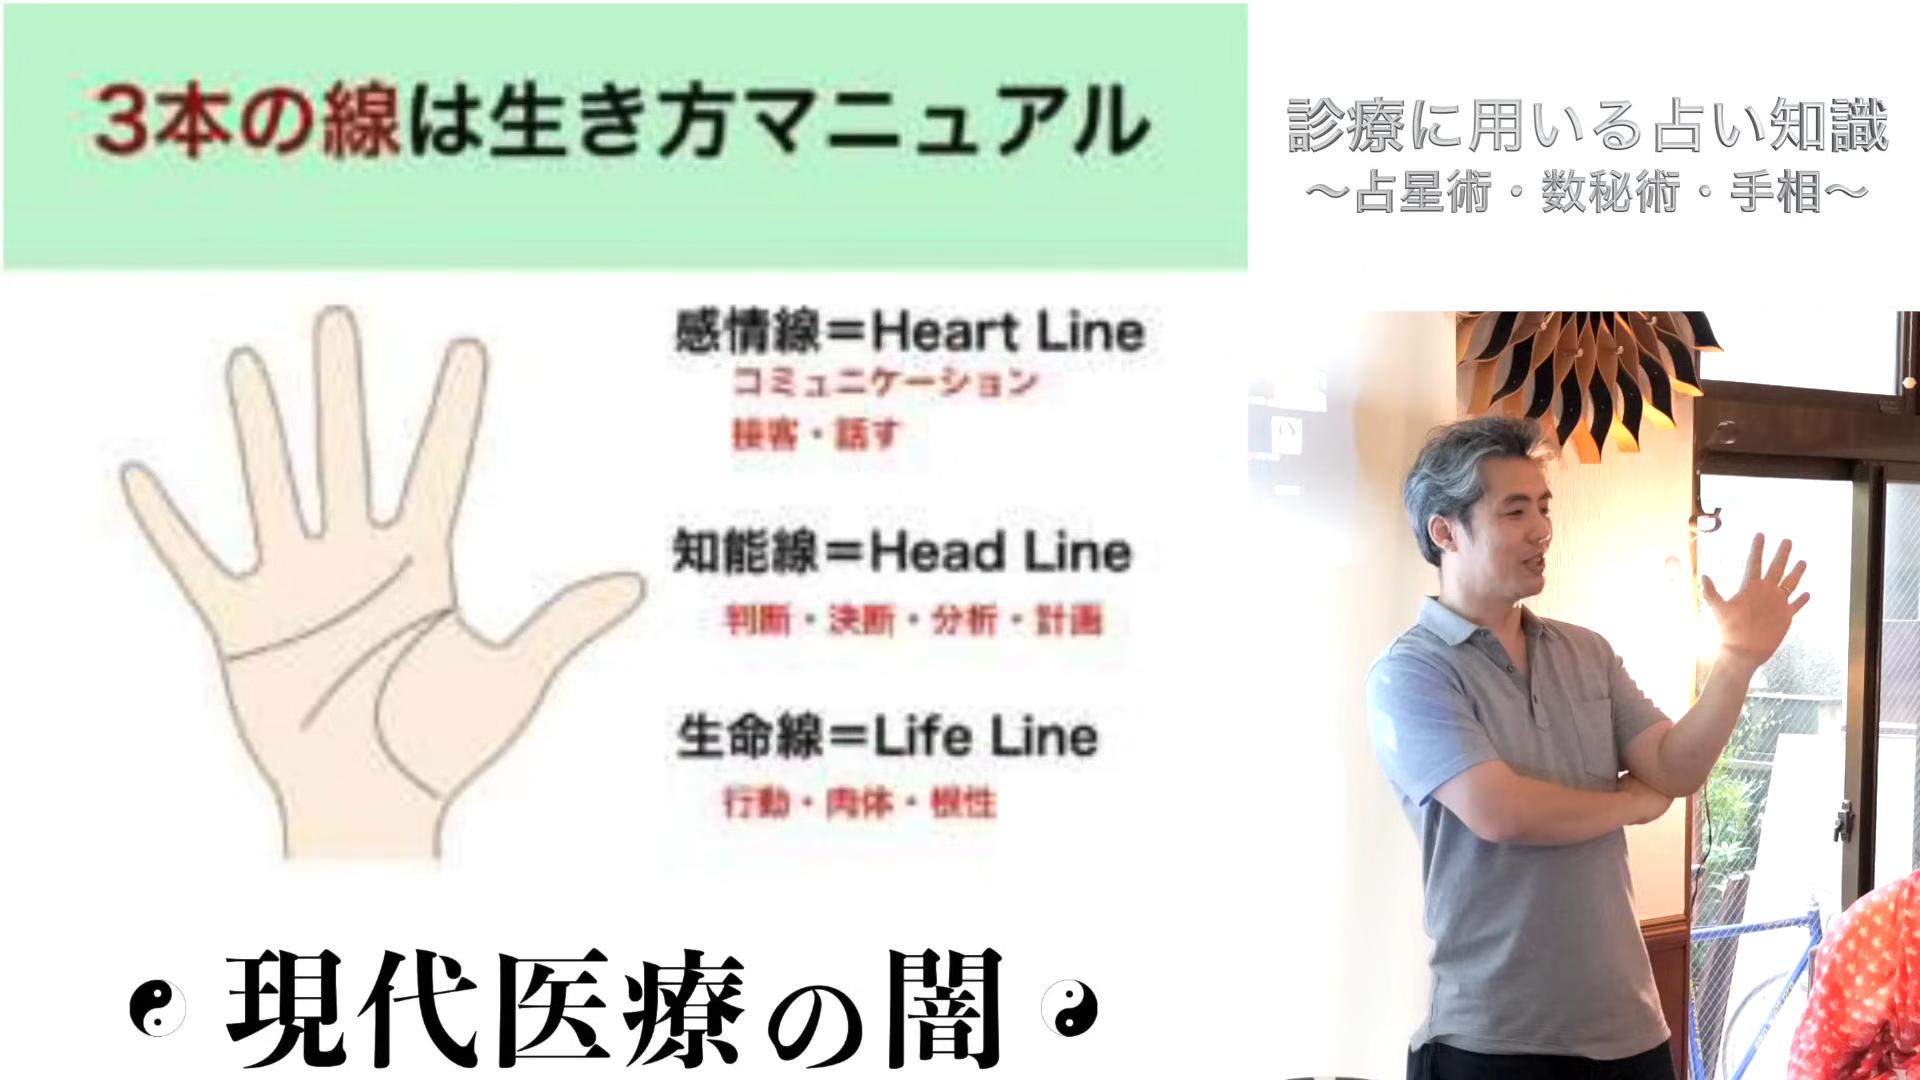 3本の線は生き方マニュアル
診療に用いる占い知識
〜占星術・数秘術・手相〜
感情線＝Heart Line
コミュニケーション
接客・話す
知能線＝Head Line
判断・決断・分析・計画
生命線＝Life Line
行動・肉体・根性
現代医療の闇